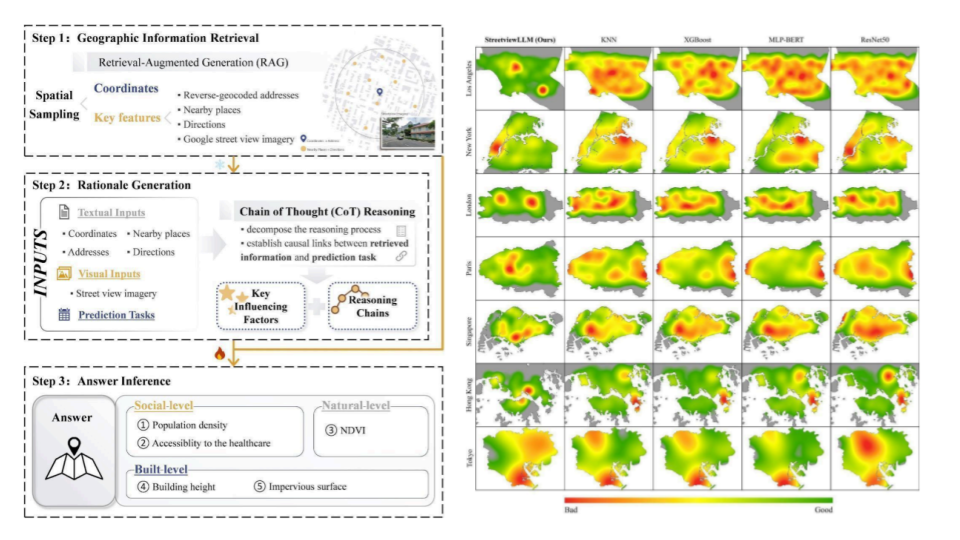 Step 1: Geographic Information Retrieval
Retrieval-Augmented Generation (RAG)
Spatial
Sampling
Coordinates
Key features
• Reverse-geocoded addresses
• Nearby places
• Directions
• Google street view imagery
Step 2: Rationale Generation
INPUTS
Textual Inputs
• Coordinates
• Nearby places
• Addresses
• Directions
Visual Inputs
• Street view imagery
Prediction Tasks
Chain of Thought (CoT) Reasoning
• decompose the reasoning process
• establish causal links between retrieved
information and prediction task
Key
Influencing
Factors
Reasoning
Chains
Step 3: Answer Inference
Answer
Social level
① Population density
② Accessiblity to the healthcare
Natural level
③ NDVI
Built level
④ Building height
⑤ Impervious surface
StreetviewLLM (Ours)
KNN
XGBoost
MLP-BERT
ResNet50
Los Angeles
New York
London
Paris
Singapore
Hong Kong
Tokyo
Bad
Good